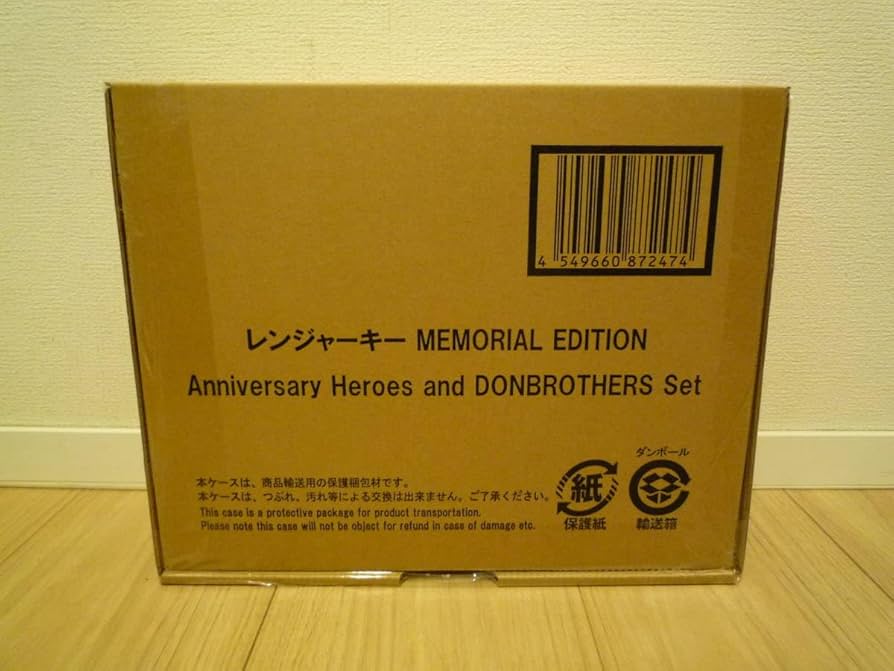 4 549660 872474
レンジャーキー MEMORIAL EDITION
Anniversary Heroes and DONBROTHERS Set
本ケースは、商品輸送用の保護梱包材です。
本ケースは、つぶれ、汚れ等による交換は出来ません。ご了承ください。
This case is a protective package for product transportation.
Please note this case will not be object for refund in case of damage etc.
紙
保護紙
ダンボール
輸送箱